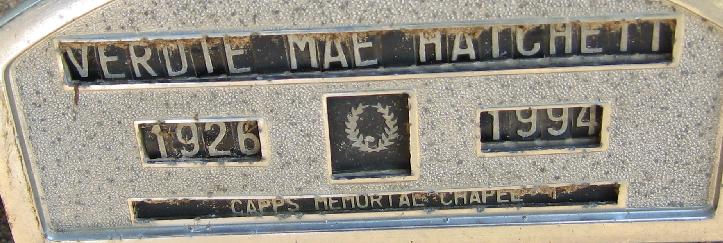 VERDIE MAE HATCHETT
1926 1994
CAPPS MEMORIAL CHAPEL